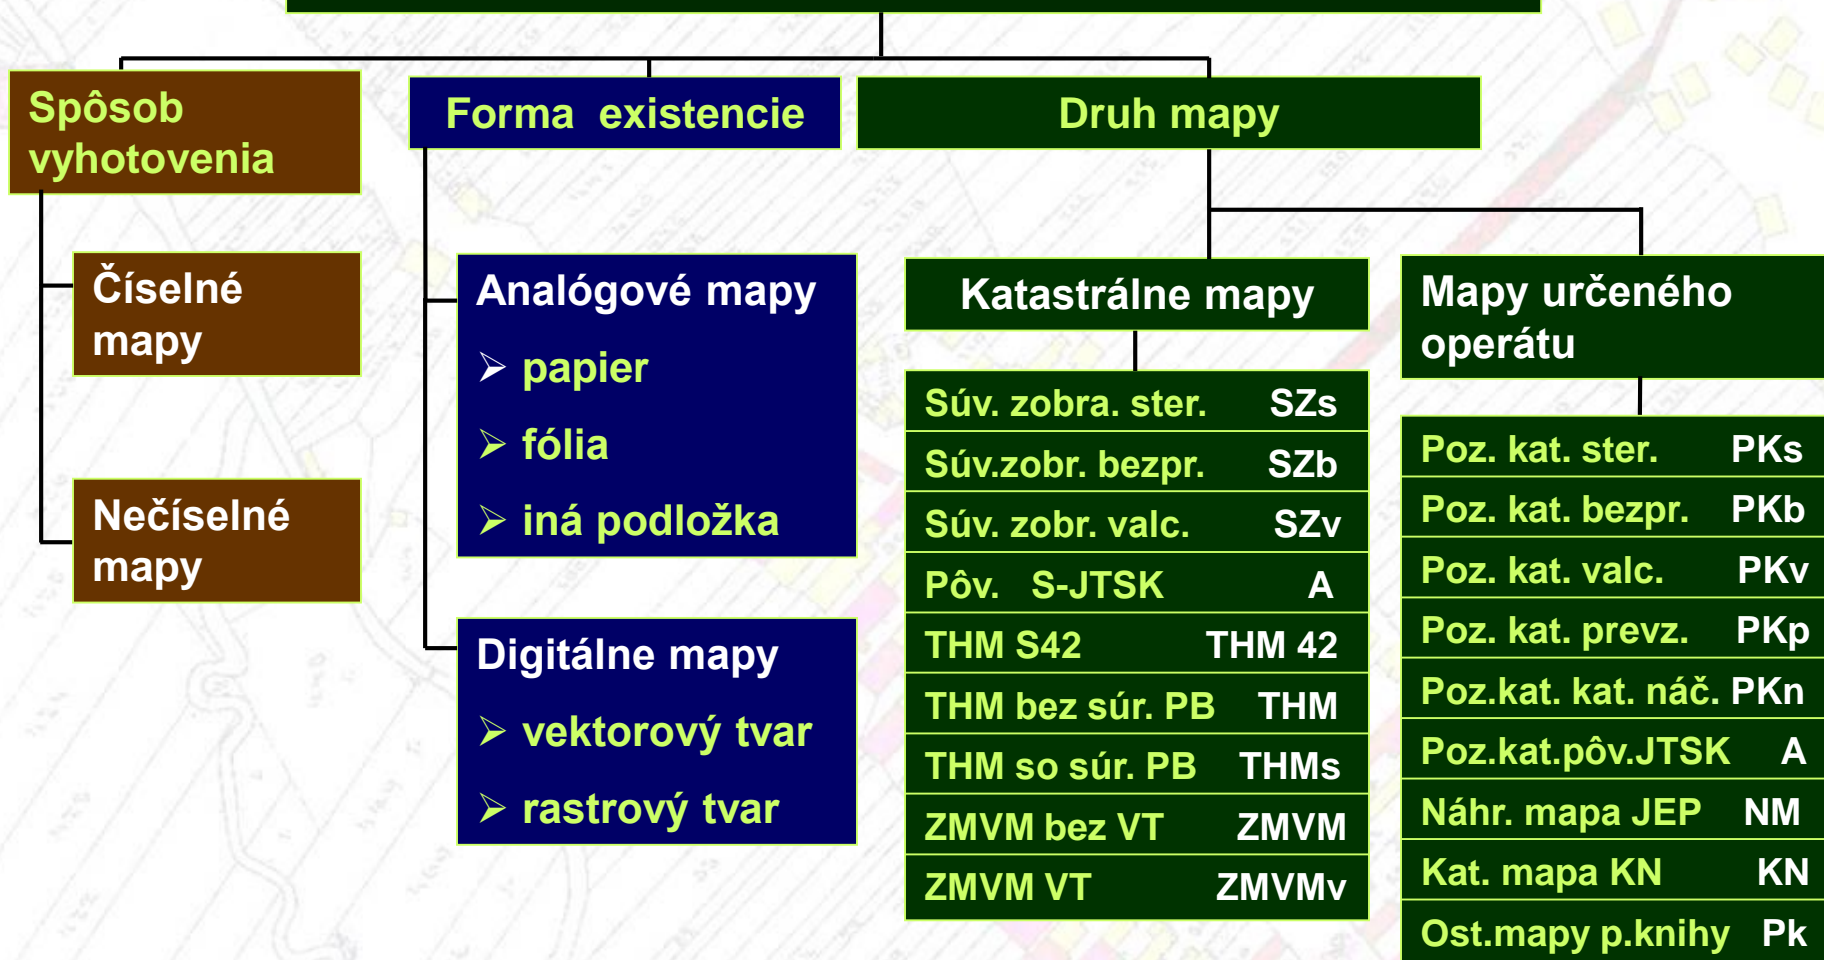 Spôsob
vyhotovenia
Forma existencie
Druh mapy
Číselné
mapy
Nečíselné
mapy
Analógové mapy
➢ papier
➢ fólia
➢ iná podložka
Digitálne mapy
➢ vektorový tvar
➢ rastrový tvar
Katastrálne mapy
Súv. zobra. ster. SZs
Súv.zobr. bezpr. SZb
Súv. zobr. valc. SZv
Pôv. S-JTSK A
THM S42 THM 42
THM bez súr. PB THM
THM so súr. PB THMs
ZMVM bez VT ZMVM
ZMVM VT ZMVMv
Mapy určeného
operátu
Poz. kat. ster. PKs
Poz. kat. bezpr. PKb
Poz. kat. valc. PKv
Poz. kat. prevz. PKp
Poz.kat. kat. náč. PKn
Poz.kat.pôv.JTSK A
Náhr. mapa JEP NM
Kat. mapa KN KN
Ost.mapy p.knihy Pk